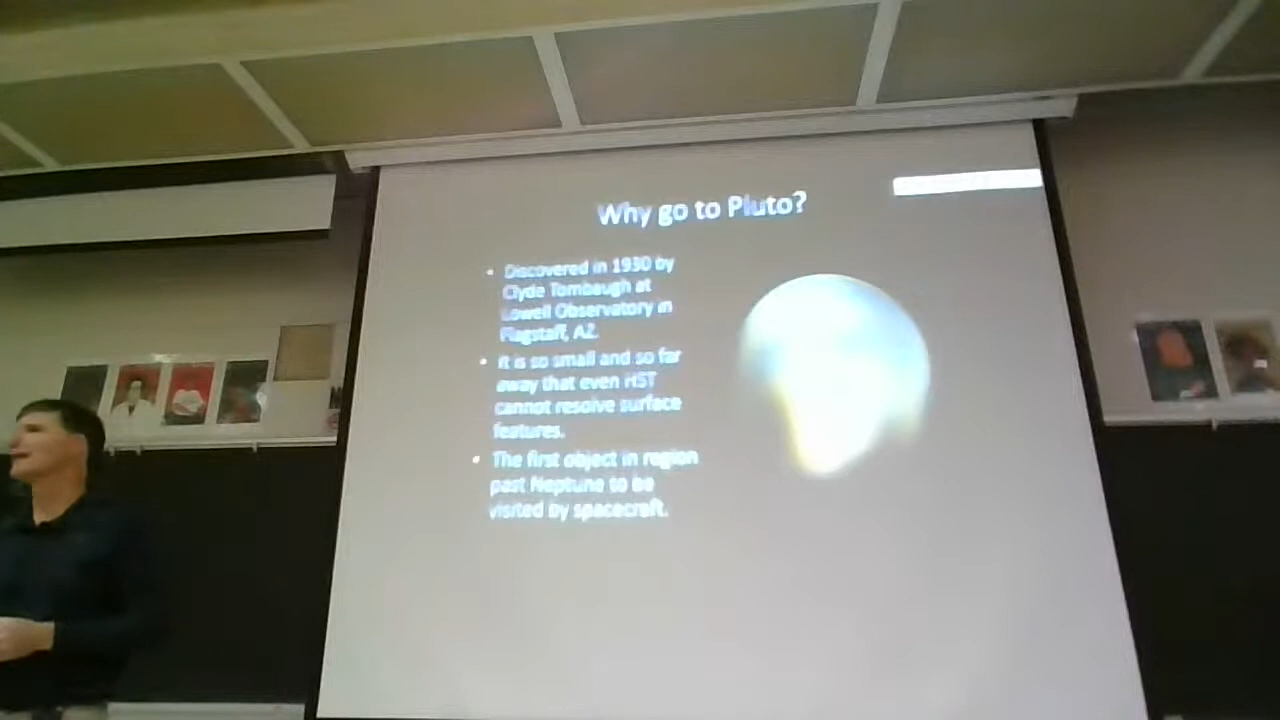 Why go to Pluto?
• Discovered in 1930 by
Clyde Tombaugh at
Lowell Observatory in
Flagstaff, AZ.
• It is so small and so far
away that even HST
cannot resolve surface
features.
• The first object in region
past Neptune to be
visited by spacecraft.